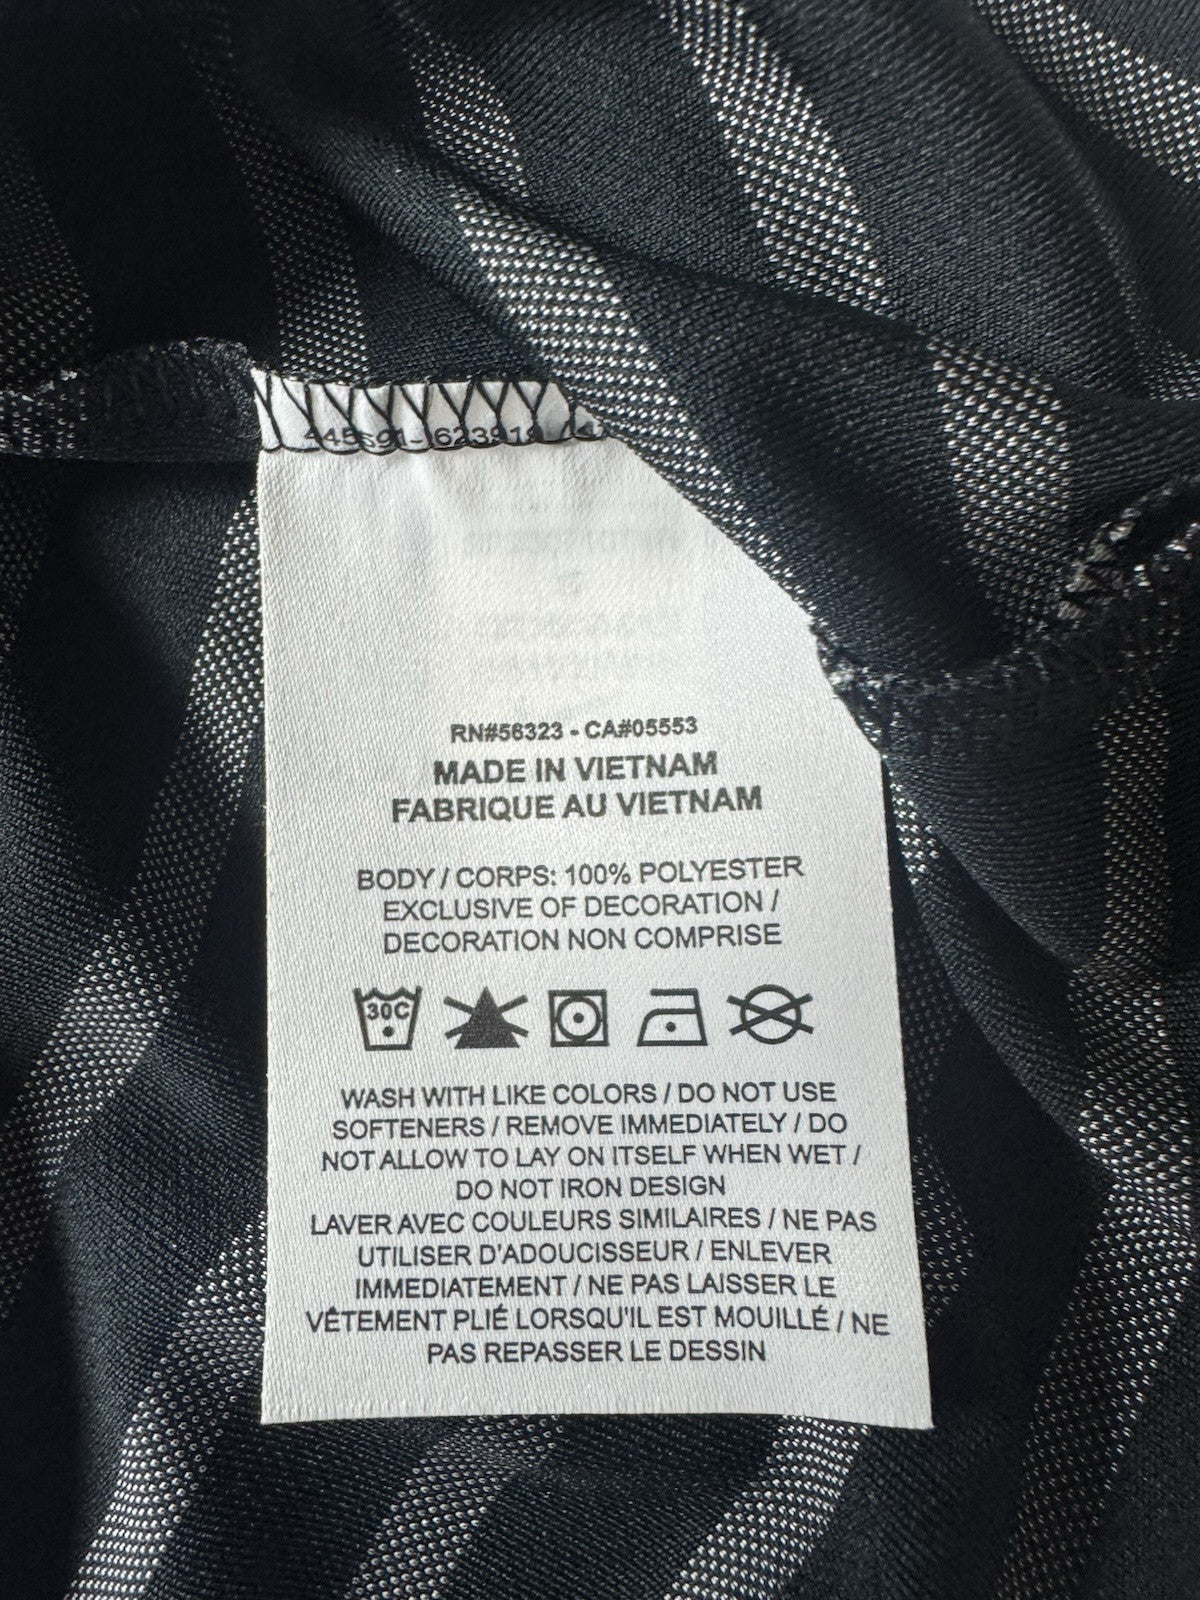 RN#56323 - CA#05553
MADE IN VIETNAM
FABRIQUE AU VIETNAM
BODY / CORPS: 100% POLYESTER
EXCLUSIVE OF DECORATION /
DECORATION NON COMPRISE
30C
WASH WITH LIKE COLORS / DO NOT USE
SOFTENERS / REMOVE IMMEDIATELY / DO
NOT ALLOW TO LAY ON ITSELF WHEN WET /
DO NOT IRON DESIGN
LAVER AVEC COULEURS SIMILAIRES / NE PAS
UTILISER D'ADOUCISSEUR / ENLEVER
IMMEDIATEMENT / NE PAS LAISSER LE
VÊTEMENT PLIÉ LORSQU'IL EST MOUILLÉ / NE
PAS REPASSER LE DESSIN